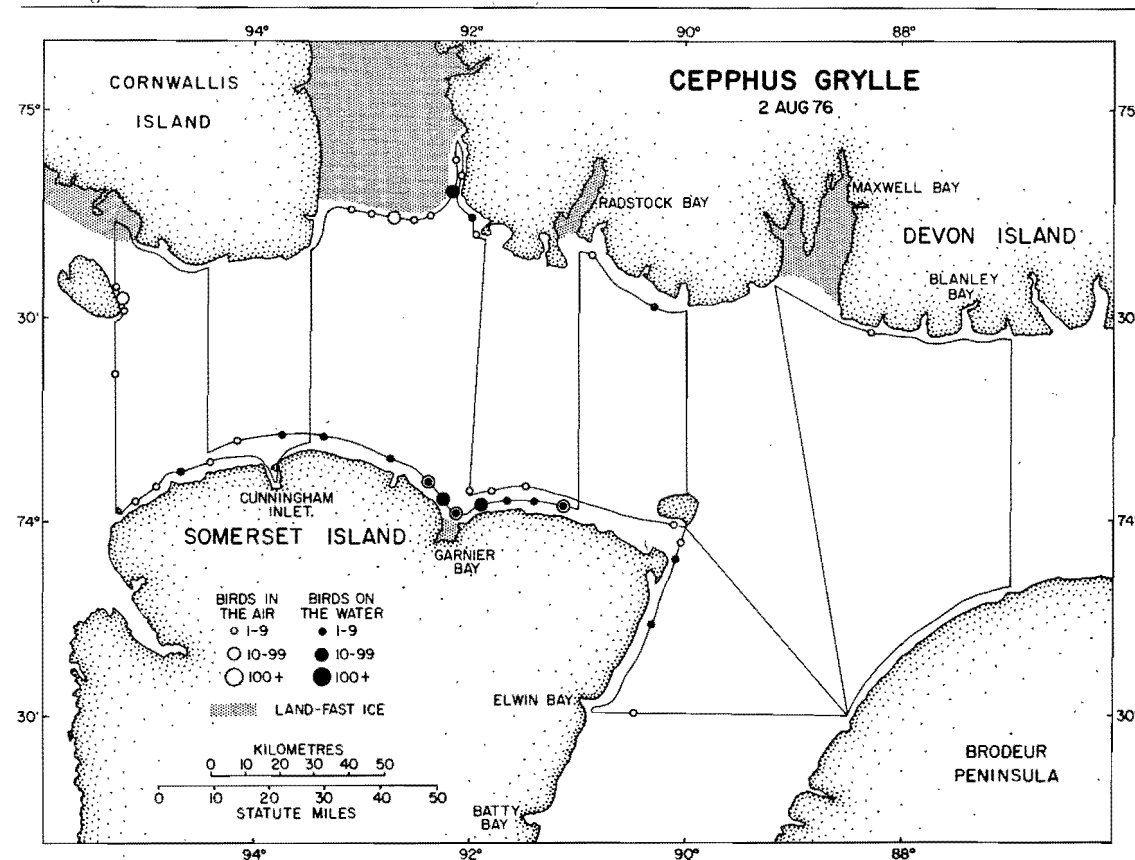 94° 92° 90° 88°
CORNWALLIS
ISLAND
CEPPHUS GRYLLE
2 AUG 76
75° 75°
RADSTOCK BAY
MAXWELL BAY
DEVON ISLAND
BLANLEY
BAY
30' 30'
CUNNINGHAM
INLET.
74° 74°
SOMERSET ISLAND
GARNIER
BAY
BIRDS IN BIRDS ON
THE AIR THE WATER
1-9 1-9
10-99 10-99
100+ 100+
LAND-FAST ICE
ELWIN BAY
30' 30'
KILOMETRES
0 10 20 30 40 50
0 10 20 30 40 50
STATUTE MILES
BRODEUR
PENINSULA
BATTY
BAY
94° 92° 90° 88°